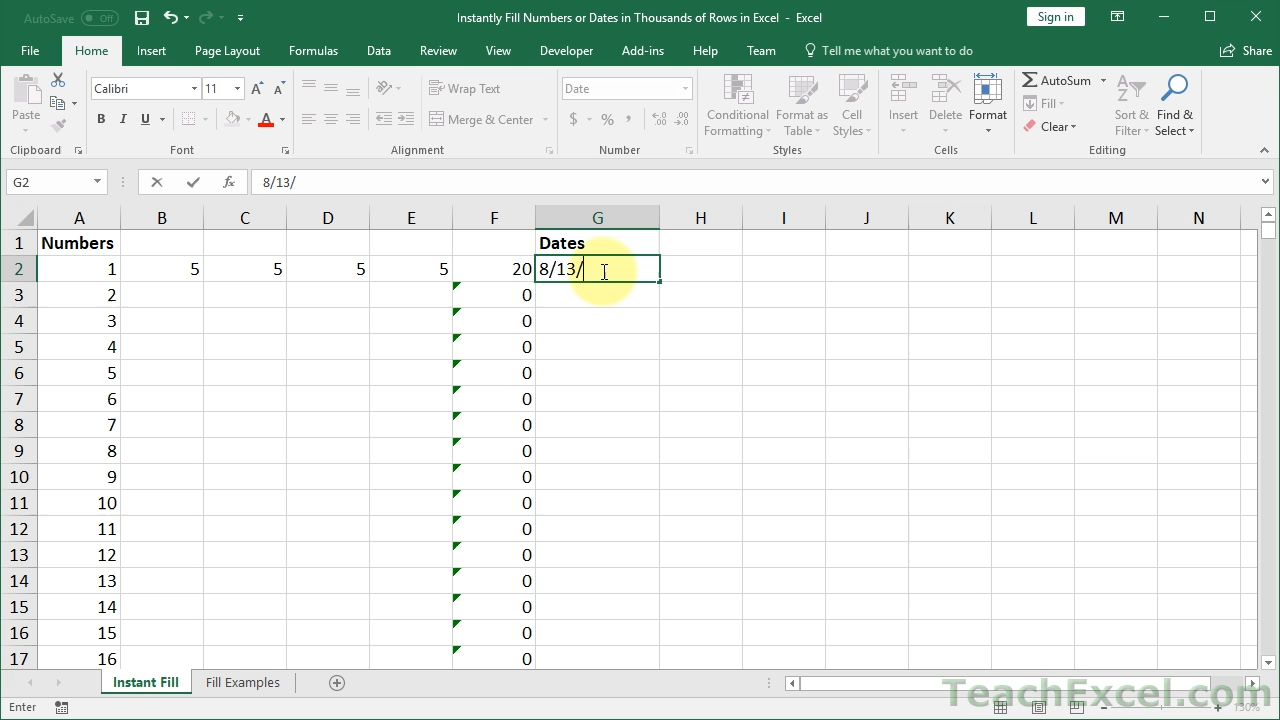 AutoSave Off Instantly Fill Numbers or Dates in Thousands of Rows in Excel - Excel Sign in
File Home Insert Page Layout Formulas Data Review View Developer Add-ins Help Team Tell me what you want to do Share
Paste Calibri 11 Wrap Text Date AutoSum
B I U Merge & Center $ % , Conditional Formatting Format as Table Cell Styles Insert Delete Format Fill Clear Sort & Filter Find & Select
Clipboard Font Alignment Number Styles Cells Editing
G2 fx 8/13/
A B C D E F G H I J K L M N
1 Numbers Dates
2 1 5 5 5 5 20 8/13/
3 2 0
4 3 0
5 4 0
6 5 0
7 6 0
8 7 0
9 8 0
10 9 0
11 10 0
12 11 0
13 12 0
14 13 0
15 14 0
16 15 0
17 16 0
Instant Fill Fill Examples
TeachExcel.com
Enter 130%